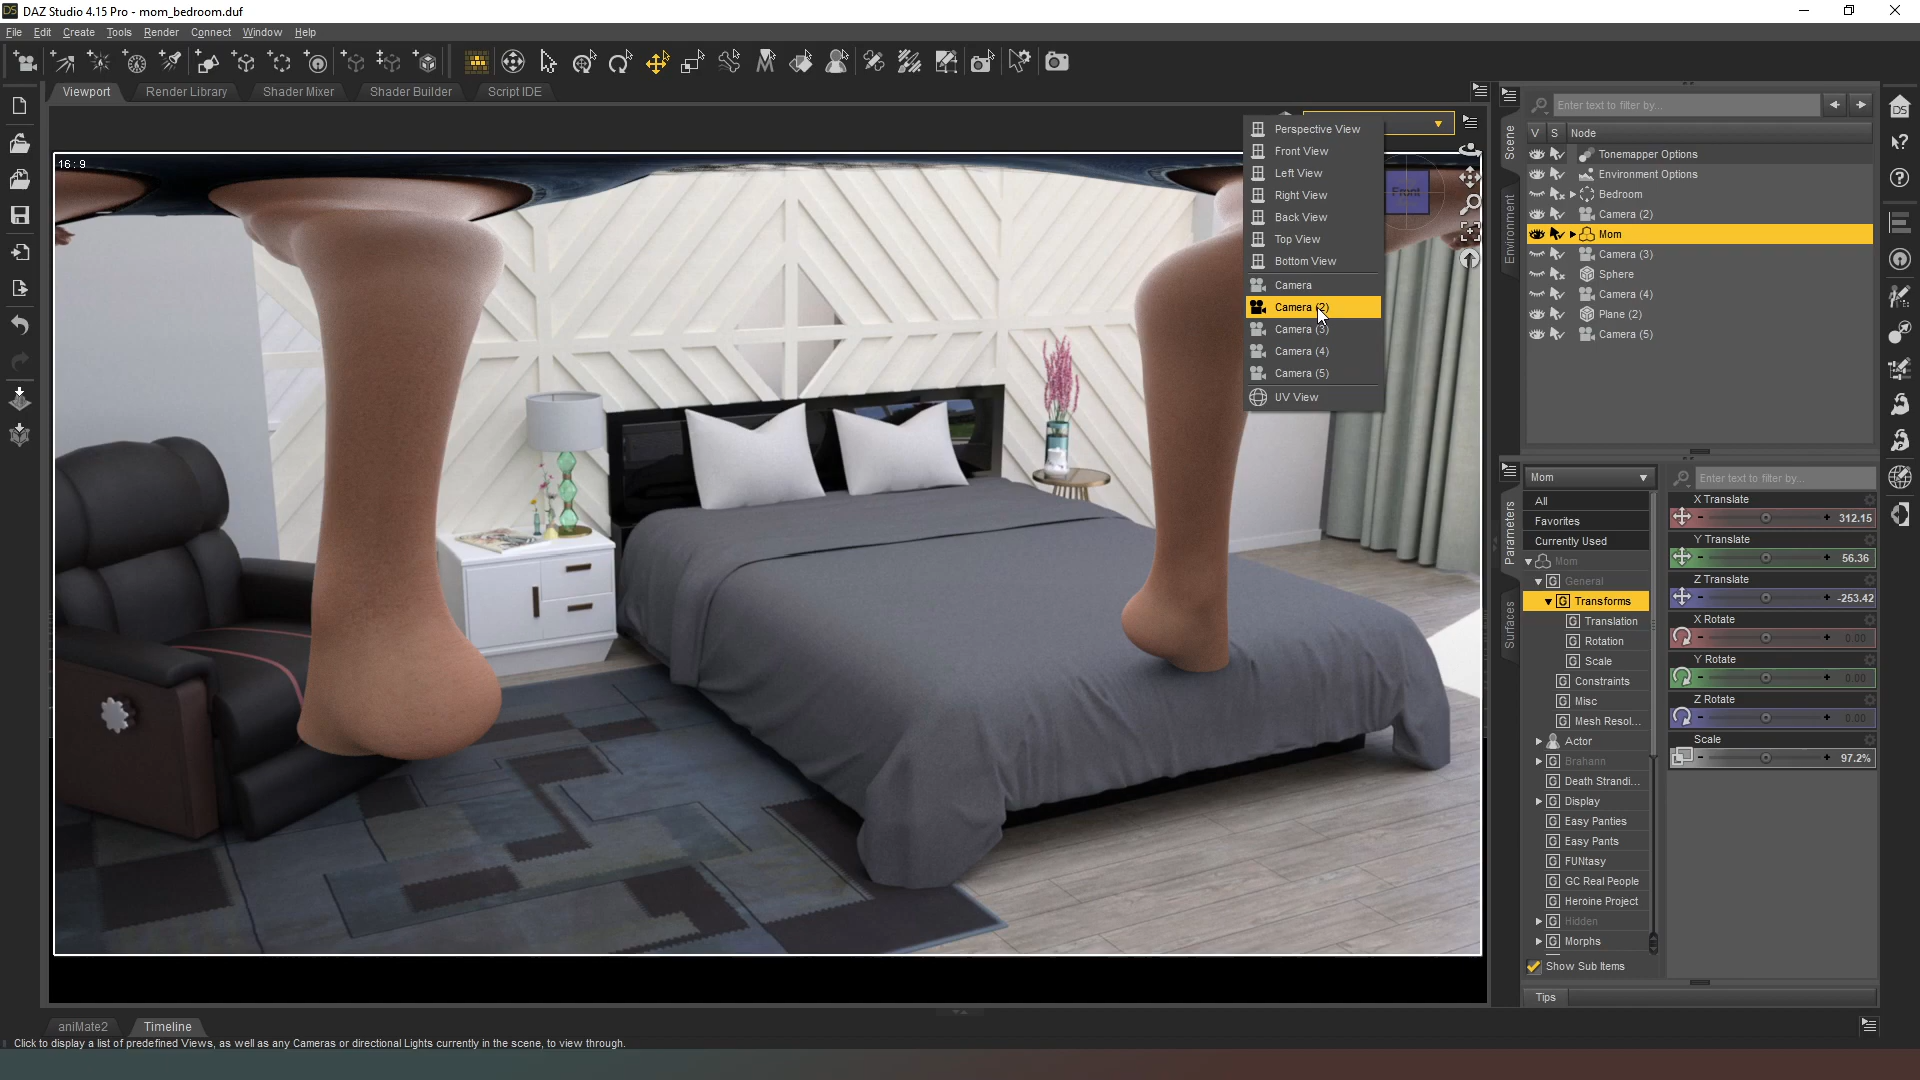 DAZ Studio 4.15 Pro - mom_bedroom.duf
File Edit Create Tools Render Connect Window Help
Viewport Render Library Shader Mixer Shader Builder Script IDE
16 : 9
Perspective View
Front View
Left View
Right View
Back View
Top View
Bottom View
Camera
Camera (2)
Camera (3)
Camera (4)
Camera (5)
UV View
Front
Scene
Environment
Enter text to filter by...
V S Node
Tonemapper Options
Environment Options
Bedroom
Camera (2)
Mom
Camera (3)
Sphere
Camera (4)
Plane (2)
Camera (5)
Parameters
Surfaces
Mom
All
Favorites
Currently Used
Mom
General
Transforms
Translation
Rotation
Scale
Constraints
Misc
Mesh Resol...
Actor
Brahann
Death Strandi...
Display
Easy Panties
Easy Pants
FUNtasy
GC Real People
Heroine Project
Hidden
Morphs
Show Sub Items
Enter text to filter by...
X Translate
312.15
Y Translate
56.36
Z Translate
-253.42
X Rotate
0.00
Y Rotate
0.00
Z Rotate
0.00
Scale
97.2%
Tips
aniMate2 Timeline
Click to display a list of predefined Views, as well as any Cameras or directional Lights currently in the scene, to view through.